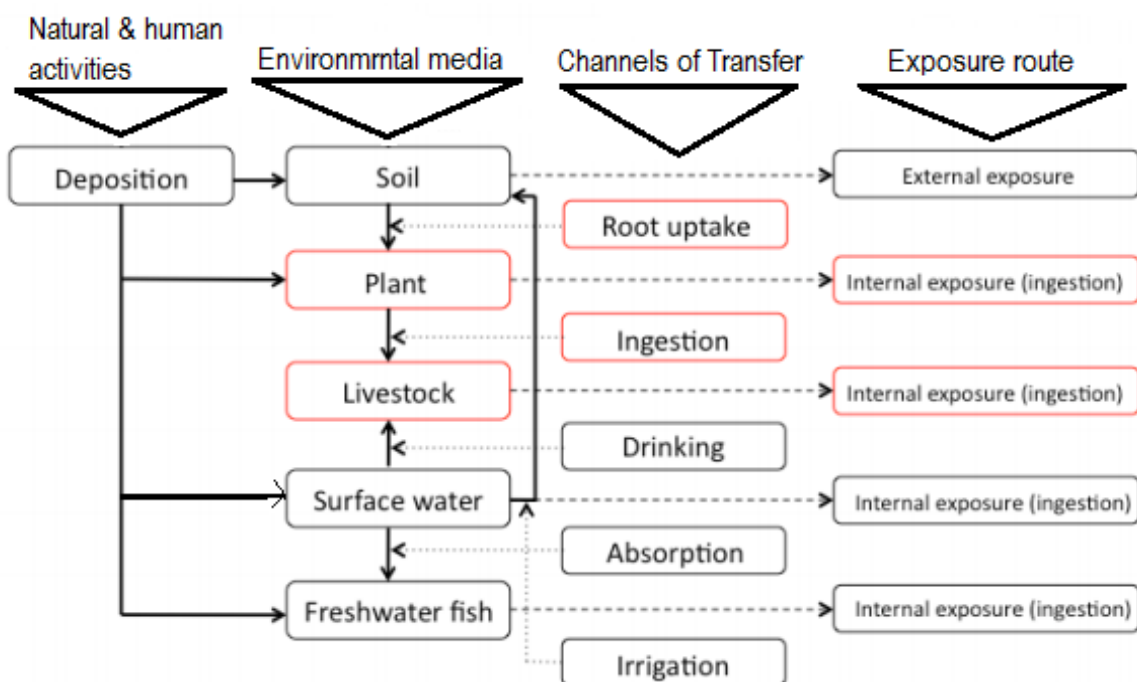 Natural & human
activities
Environmrntal media
Channels of Transfer
Exposure route
Deposition
Soil
External exposure
Root uptake
Plant
Internal exposure (ingestion)
Ingestion
Livestock
Internal exposure (ingestion)
Drinking
Surface water
Internal exposure (ingestion)
Absorption
Freshwater fish
Internal exposure (ingestion)
Irrigation